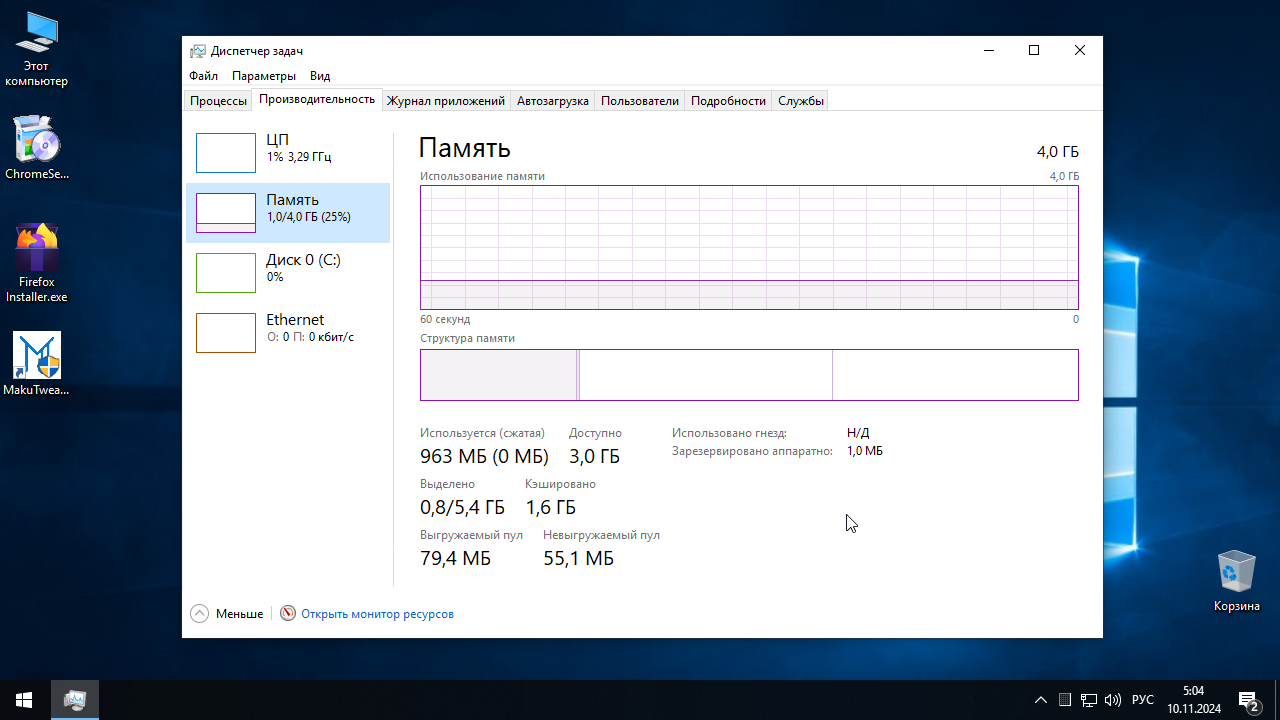 Этот
компьютер
ChromeSe...
Firefox
Installer.exe
MakuTwea...
Корзина
Диспетчер задач
Файл Параметры Вид
Процессы Производительность Журнал приложений Автозагрузка Пользователи Подробности Службы
ЦП
1% 3,29 ГГц
Память
1,0/4,0 ГБ (25%)
Диск 0 (C:)
0%
Ethernet
О: 0 П: 0 кбит/с
Память 4,0 ГБ
Использование памяти 4,0 ГБ
60 секунд 0
Структура памяти
Используется (сжатая) Доступно
963 МБ (0 МБ) 3,0 ГБ
Выделено Кэшировано
0,8/5,4 ГБ 1,6 ГБ
Выгружаемый пул Невыгружаемый пул
79,4 МБ 55,1 МБ
Использовано гнезд: Н/Д
Зарезервировано аппаратно: 1,0 МБ
Меньше Открыть монитор ресурсов
РУС
5:04
10.11.2024
2